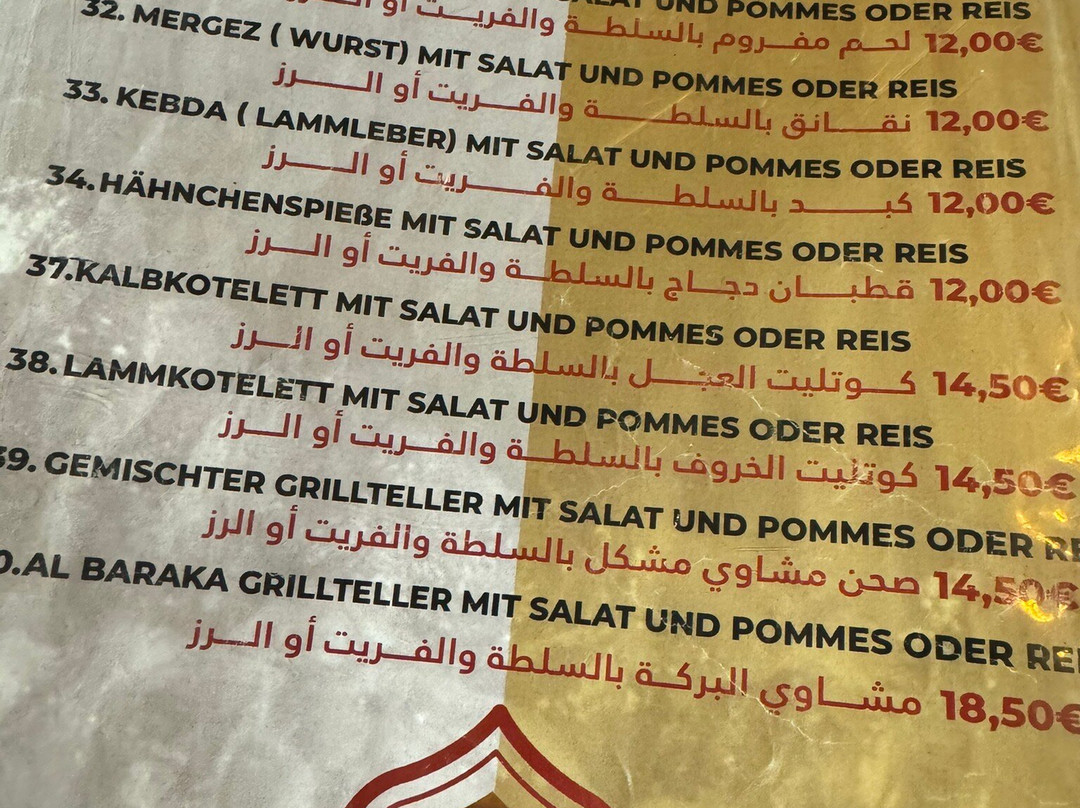 SALAT UND POMMES ODER REIS
لحم مفروم بالسلطة والفريت أو 12,00€
32. MERGEZ ( WURST) MIT SALAT UND POMMES ODER REIS
نقانق بالسلطة والفريت أو الرز 12,00€
33. KEBDA ( LAMMLEBER) MIT SALAT UND POMMES ODER REIS
كبد بالسلطة والفريت أو الرز 12,00€
34. HÄHNCHENSPIEßE MIT SALAT UND POMMES ODER REIS
قطبان دجاج بالسلطة والفريت أو الرز 12,00€
37.KALBKOTELETT MIT SALAT UND POMMES ODER REIS
كوتليت العجل بالسلطة والفريت أو الرز 14,50€
38. LAMMKOTELETT MIT SALAT UND POMMES ODER REIS
كوتليت الخروف بالسلطة والفريت أو الرز 14,50€
39. GEMISCHTER GRILLTELLER MIT SALAT UND POMMES ODER
صحن مشاوي مشكل بالسلطة والفريت أو الرز 14,50€
0.AL BARAKA GRILLTELLER MIT SALAT UND POMMES ODER
مشاوي البركة بالسلطة والفريت أو الرز 18,50€